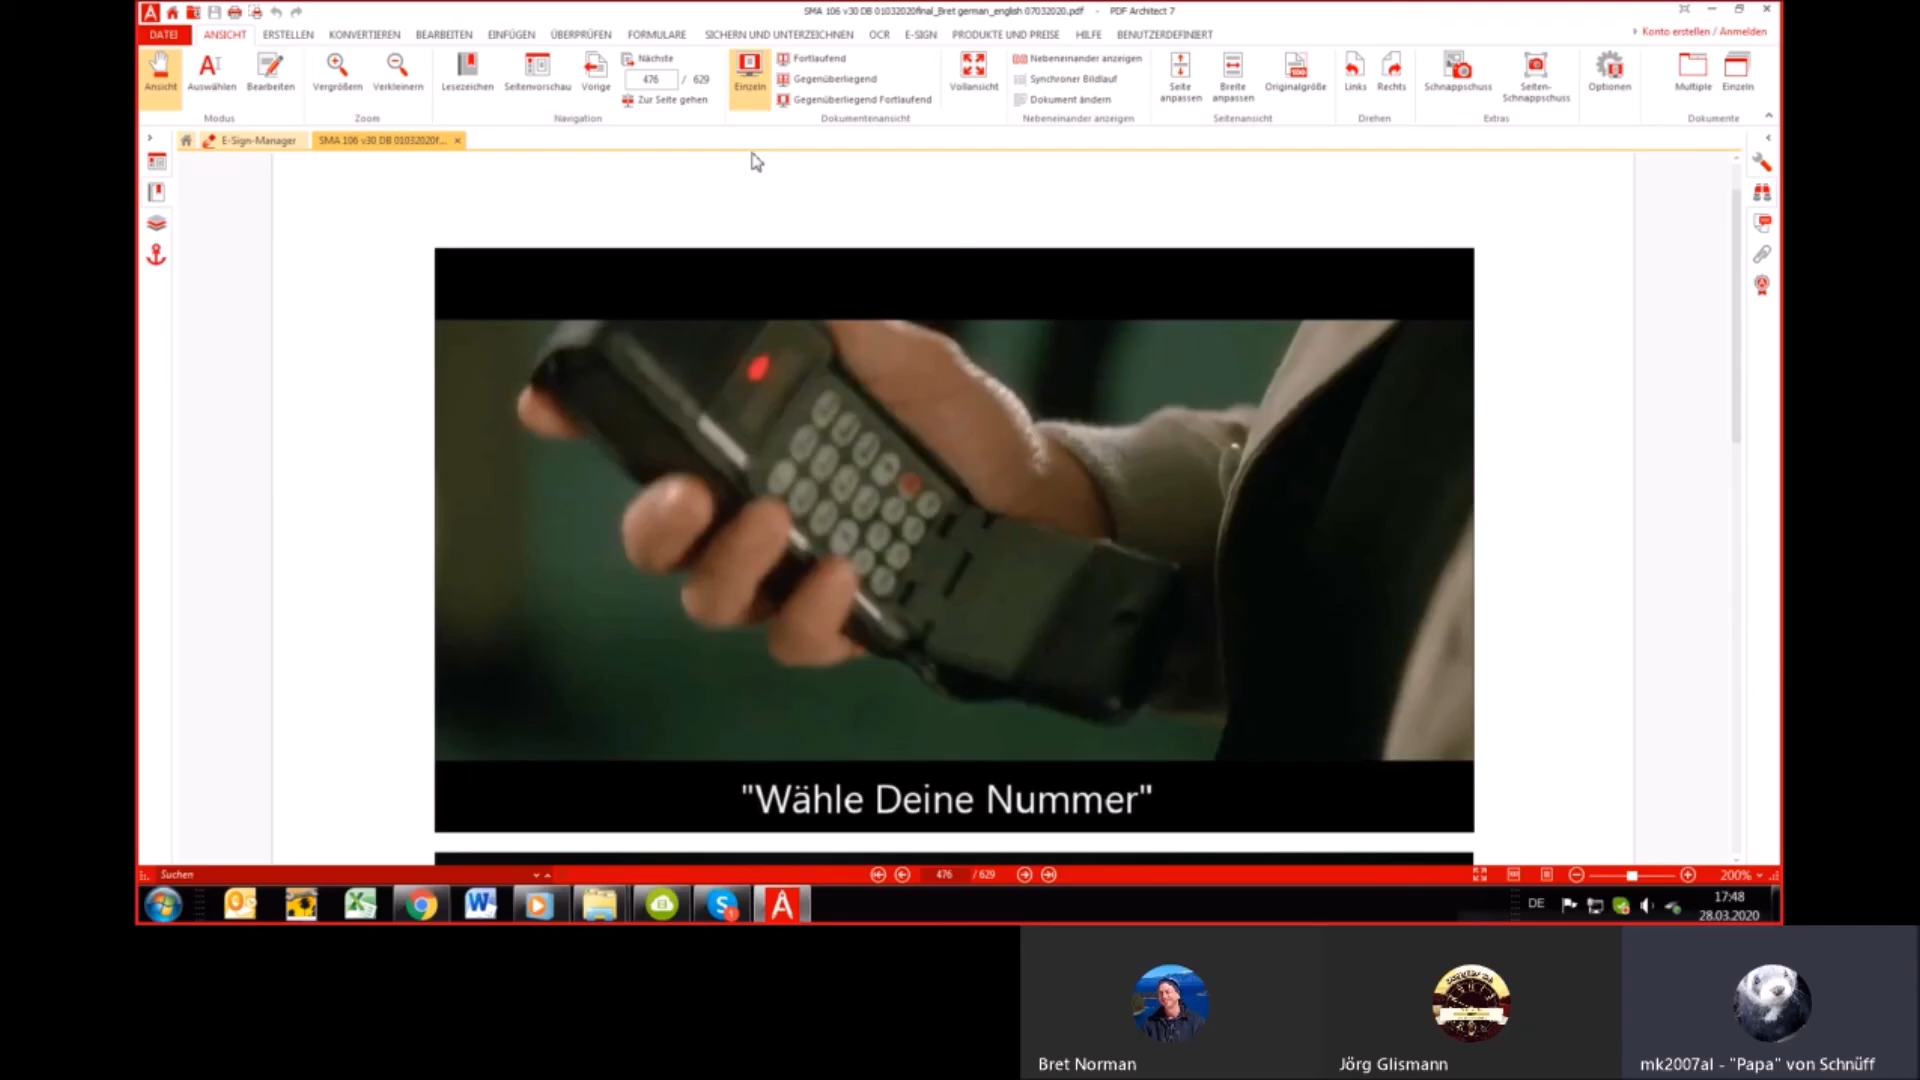 SMA 106 v30 DB 01032020final_Bret german_english 07032020.pdf - PDF Architect 7
DATEI ANSICHT ERSTELLEN KONVERTIEREN BEARBEITEN EINFÜGEN ÜBERPRÜFEN FORMULARE SICHERN UND UNTERZEICHNEN OCR E-SIGN PRODUKTE UND PREISE HILFE BENUTZERDEFINIERT Konto erstellen / Anmelden
Ansicht Auswählen Bearbeiten
Modus
Vergrößern Verkleinern
Zoom
Lesezeichen Seitenvorschau Vorige
Nächste
476 / 629
Zur Seite gehen
Navigation
Einzeln
Fortlaufend
Gegenüberliegend
Gegenüberliegend Fortlaufend
Dokumentenansicht
Vollansicht
Nebeneinander anzeigen
Synchroner Bildlauf
Dokument ändern
Nebeneinander anzeigen
Seite anpassen
Breite anpassen
Originalgröße
Seitenansicht
Links Rechts
Drehen
Schnappschuss
Seiten-Schnappschuss
Extras
Optionen
Multiple Einzeln
Dokumente
E-Sign-Manager SMA 106 v30 DB 01032020f...
"Wähle Deine Nummer"
Suchen 476 / 629 200%
DE 17:48
28.03.2020
Bret Norman Jörg Glismann mk2007al - "Papa" von Schnüff